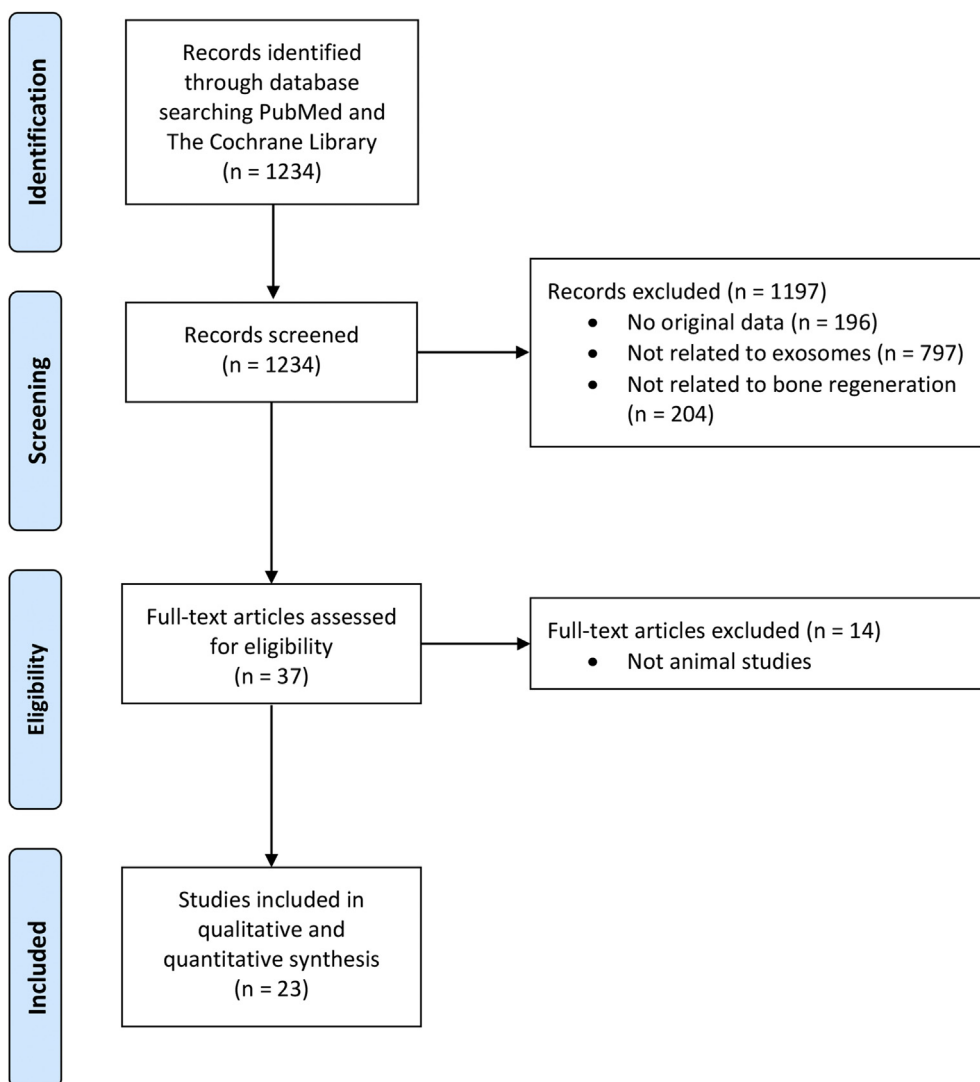 Identification
Records identified
through database
searching PubMed and
The Cochrane Library
(n = 1234)
Screening
Records screened
(n = 1234)
Records excluded (n = 1197)
• No original data (n = 196)
• Not related to exosomes (n = 797)
• Not related to bone regeneration
(n = 204)
Eligibility
Full-text articles assessed
for eligibility
(n = 37)
Full-text articles excluded (n = 14)
• Not animal studies
Included
Studies included in
qualitative and
quantitative synthesis
(n = 23)